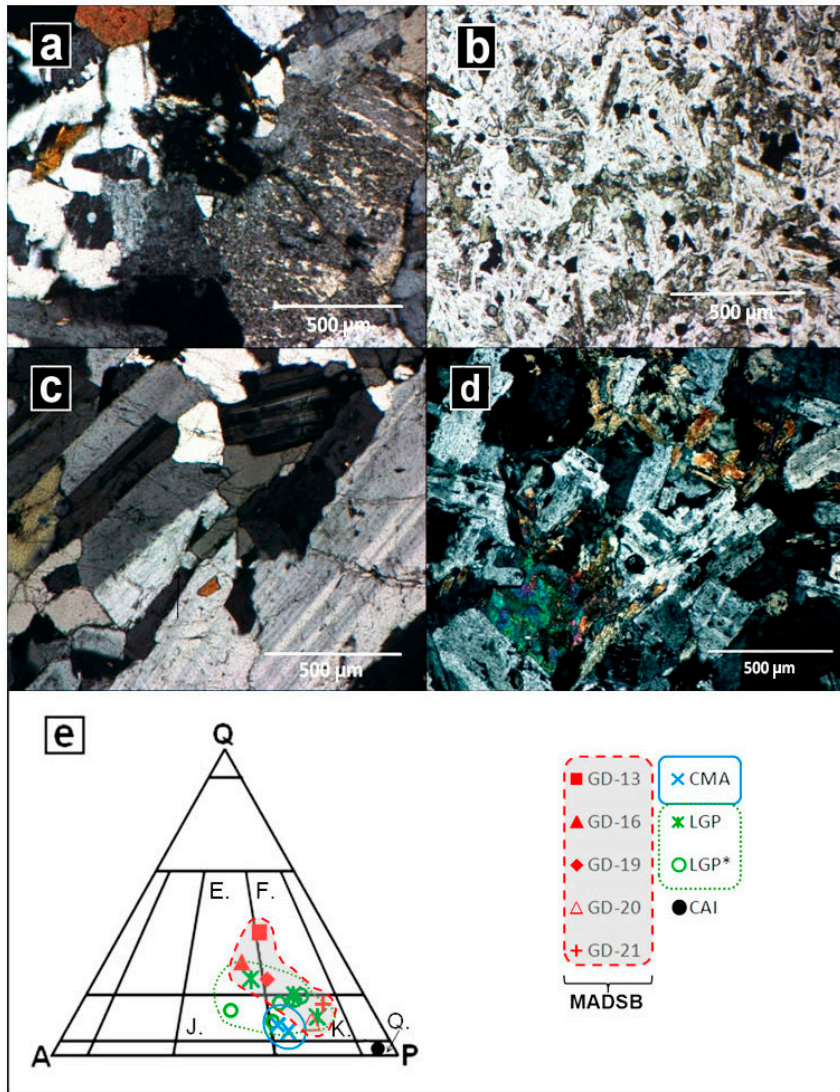 a
500 µm.
b
500 µm.
c
500 µm
d
500 µm
e
Q
E. F.
J. K. Q.
A P
GD-13 CMA
GD-16 LGP
GD-19 LGP*
GD-20 CAI
GD-21
MADSB